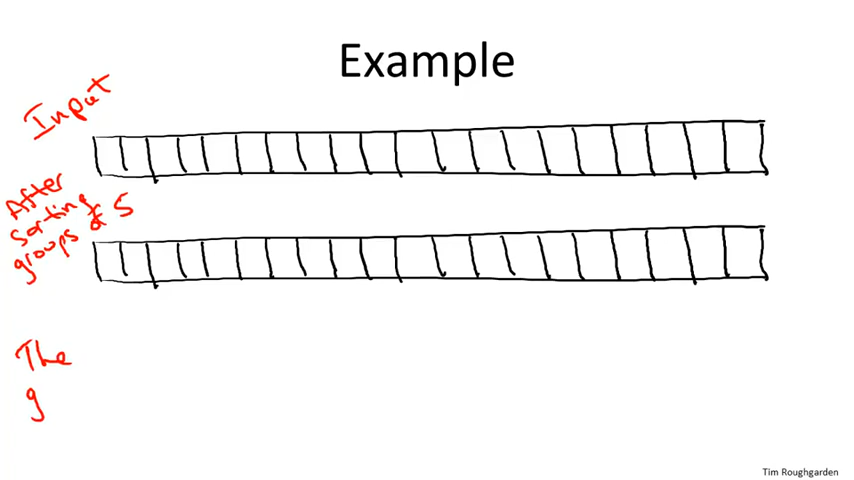 Example
Input
After
sorting
groups of 5
The
g
Tim Roughgarden